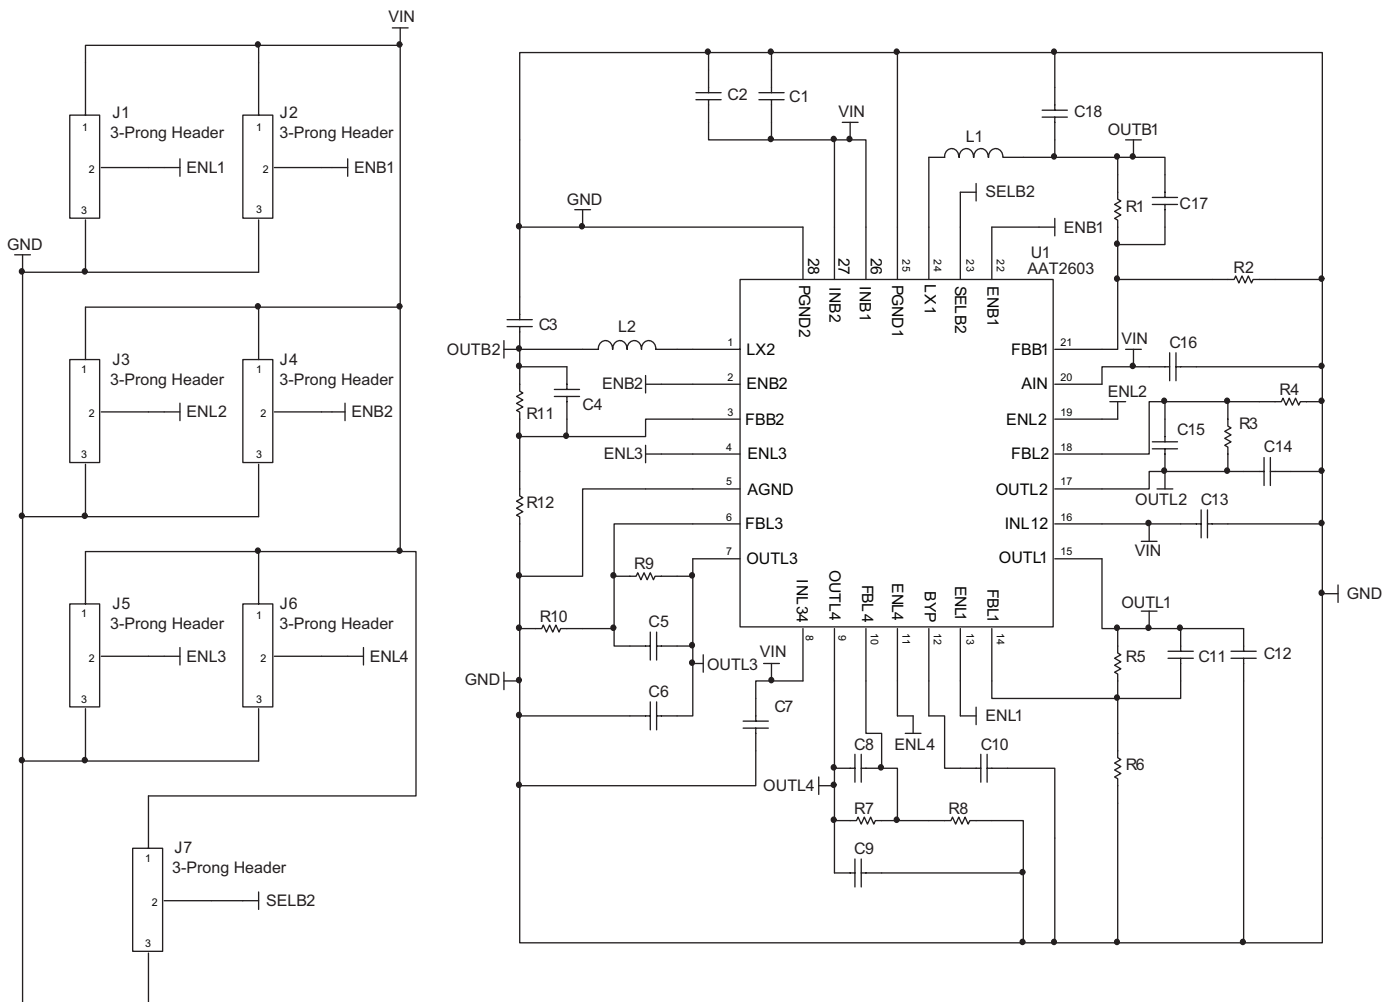 VIN
J1
3-Prong Header
1
2
3
ENL1
J2
3-Prong Header
1
2
3
ENB1
GND
J3
3-Prong Header
1
2
3
ENL2
J4
3-Prong Header
1
2
3
ENB2
J5
3-Prong Header
1
2
3
ENL3
J6
3-Prong Header
1
2
3
ENL4
J7
3-Prong Header
1
2
3
SELB2
C2
C1
VIN
C18
L1
OUTB1
SELB2
R1
C17
ENB1
GND
U1
AAT2603
R2
28
27
26
25
24
23
22
PGND2
INB2
INB1
PGND1
LX1
SELB2
ENB1
C3
L2
OUTB2
1
LX2
ENB2
2
ENB2
R11
C4
3
FBB2
ENL3
4
ENL3
R12
5
AGND
6
FBL3
7
OUTL3
FBB1
21
VIN
C16
AIN
20
ENL2
19
ENL2
R4
FBL2
18
C15
R3
C14
OUTL2
17
OUTL2
C13
INL12
16
VIN
OUTL1
15
GND
R9
R10
C5
OUTL3
GND
C6
INL34
OUTL4
FBL4
ENL4
BYP
ENL1
FBL1
8
9
10
11
12
13
14
VIN
C7
OUTL1
R5
C11
C12
ENL1
ENL4
C8
C10
R6
OUTL4
R7
R8
C9